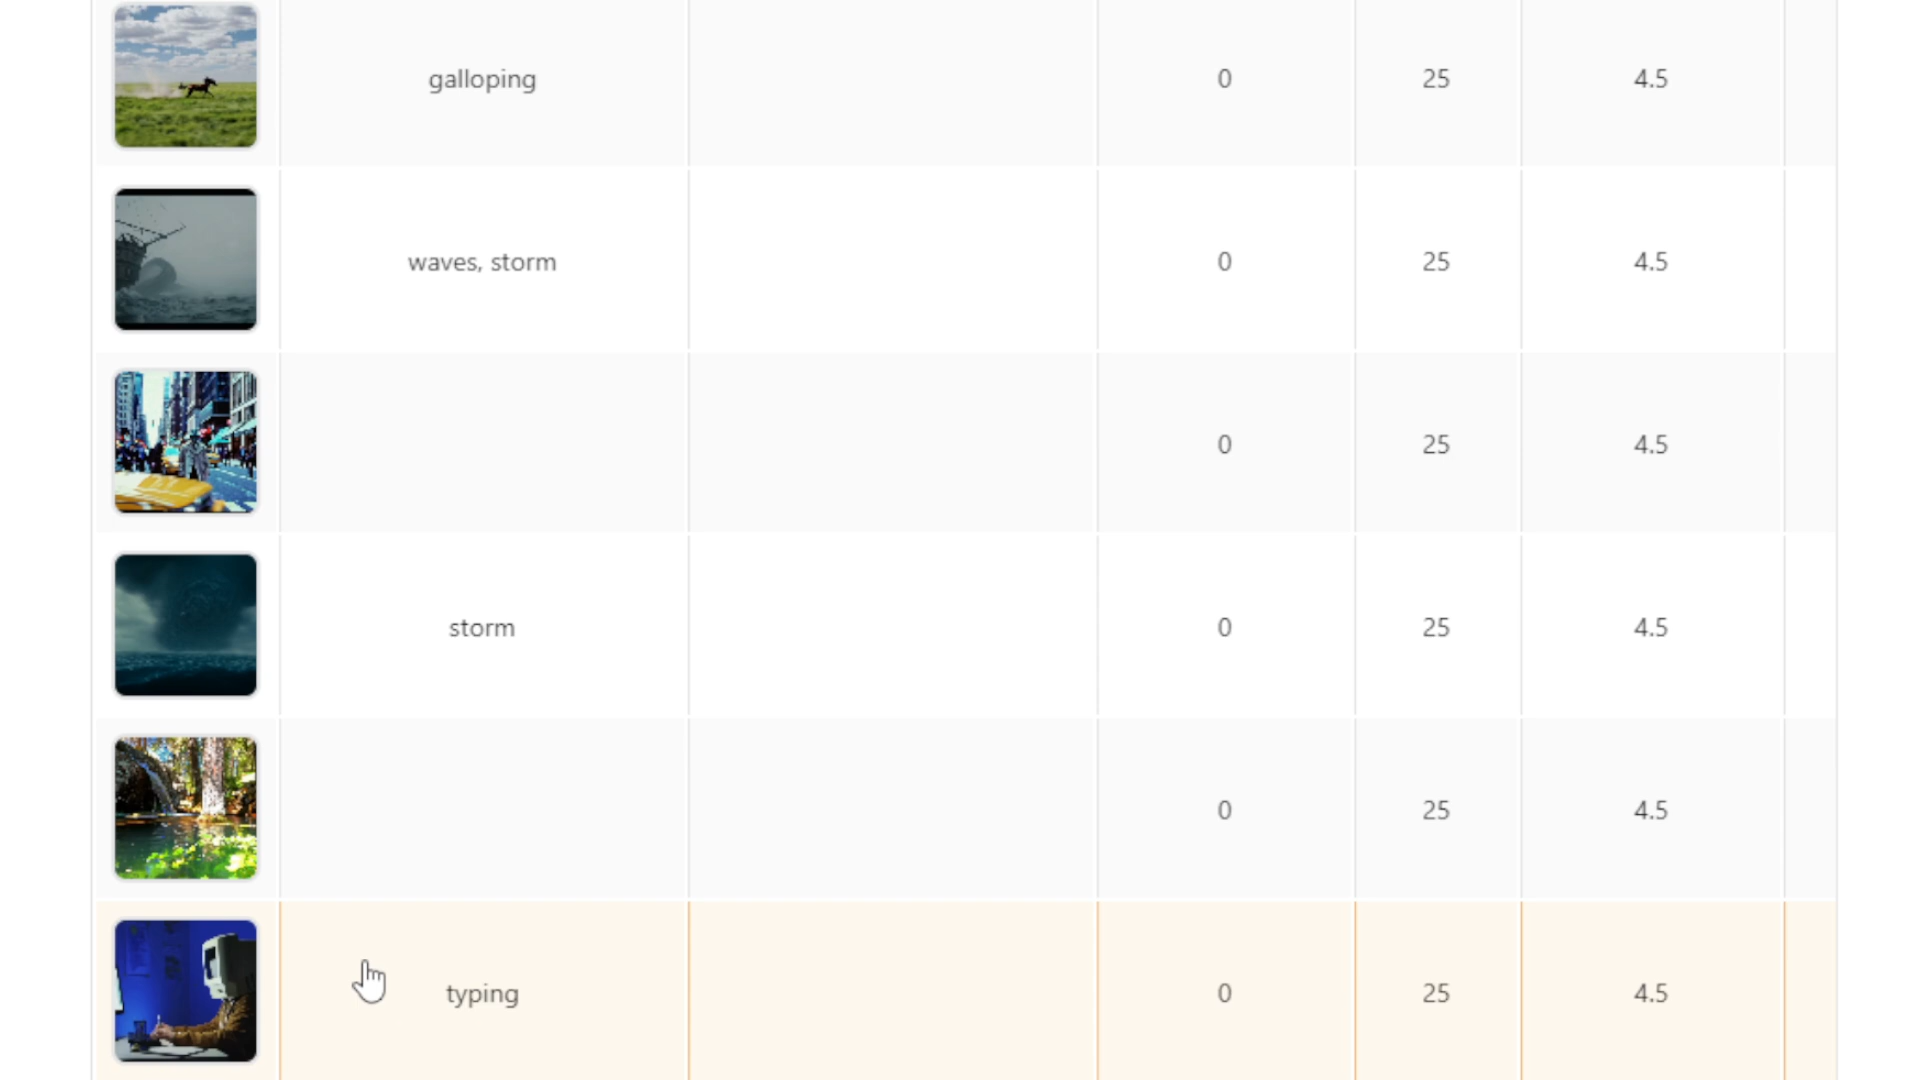 galloping 0 25 4.5
waves, storm 0 25 4.5
0 25 4.5
storm 0 25 4.5
0 25 4.5
typing 0 25 4.5